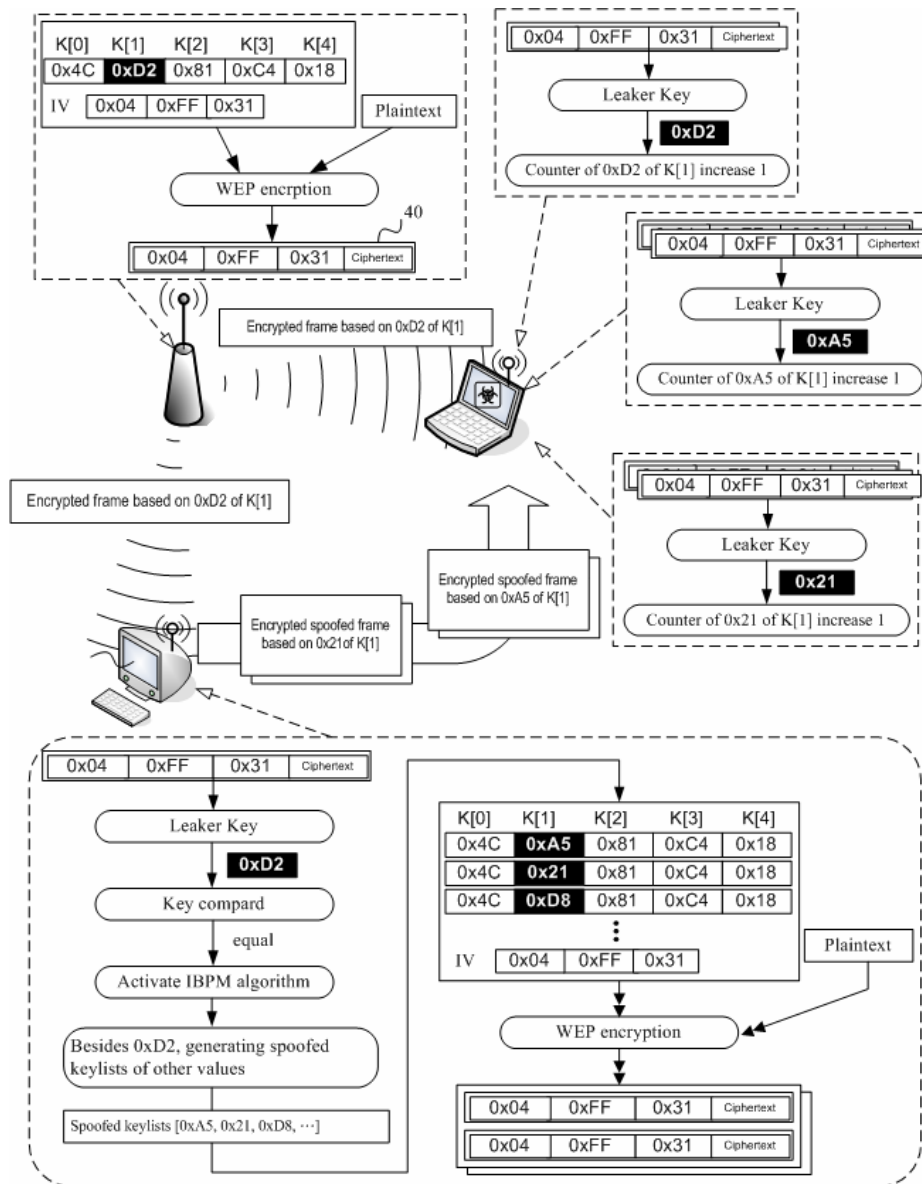 K[0] K[1] K[2] K[3] K[4]
0x4C 0xD2 0x81 0xC4 0x18
IV 0x04 0xFF 0x31
Plaintext
WEP encrption
40
0x04 0xFF 0x31 Ciphertext
0x04 0xFF 0x31 Ciphertext
Leaker Key
0xD2
Counter of 0xD2 of K[1] increase 1
0x04 0xFF 0x31 Ciphertext
Leaker Key
0xA5
Counter of 0xA5 of K[1] increase 1
0x04 0xFF 0x31 Ciphertext
Leaker Key
0x21
Counter of 0x21 of K[1] increase 1
Encrypted frame based on 0xD2 of K[1]
Encrypted frame based on 0xD2 of K[1]
Encrypted spoofed frame
based on 0xA5 of K[1]
Encrypted spoofed frame
based on 0x21of K[1]
0x04 0xFF 0x31 Ciphertext
Leaker Key
0xD2
Key compard
equal
Activate IBPM algorithm
Besides 0xD2, generating spoofed
keylists of other values
Spoofed keylists [0xA5, 0x21, 0xD8, ···]
K[0] K[1] K[2] K[3] K[4]
0x4C 0xA5 0x81 0xC4 0x18
0x4C 0x21 0x81 0xC4 0x18
0x4C 0xD8 0x81 0xC4 0x18
IV 0x04 0xFF 0x31
Plaintext
WEP encryption
0x04 0xFF 0x31 Ciphertext
0x04 0xFF 0x31 Ciphertext